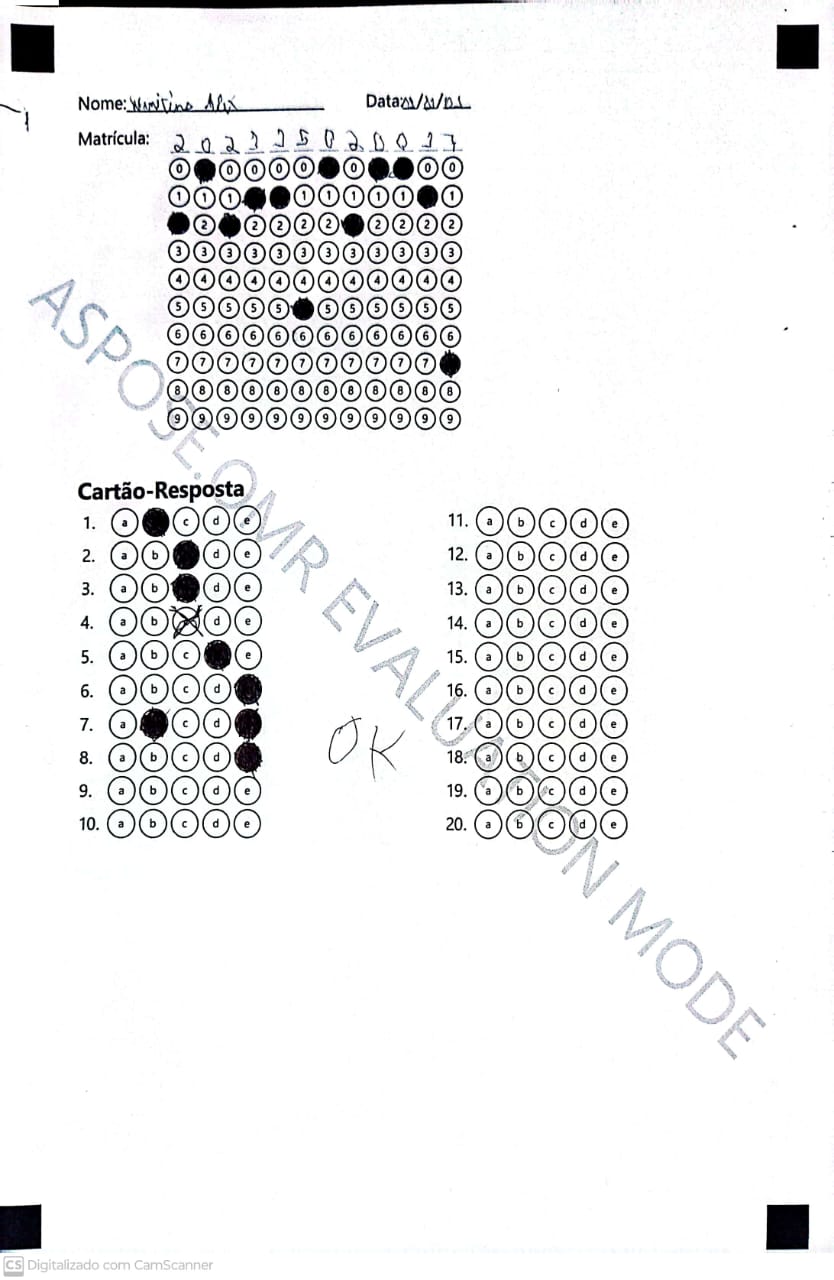 Nome:
Data:
Matrícula: 2 0 2 1 1 5 0 2 0 0 1 7
0 0 0 0 0 0 0 0
1 1 1 1 1 1 1 1 1
2 2 2 2 2 2 2 2 2
3 3 3 3 3 3 3 3 3 3 3 3
4 4 4 4 4 4 4 4 4 4 4 4
5 5 5 5 5 5 5 5 5 5 5
6 6 6 6 6 6 6 6 6 6 6 6
7 7 7 7 7 7 7 7 7 7 7
8 8 8 8 8 8 8 8 8 8 8 8
9 9 9 9 9 9 9 9 9 9 9 9
Cartão-Resposta
1. a c d e
2. a b d e
3. a b d e
4. a b d e
5. a b c e
6. a b c d
7. a c d
8. a b c d
9. a b c d e
10. a b c d e
11. a b c d e
12. a b c d e
13. a b c d e
14. a b c d e
15. a b c d e
16. a b c d e
17. a b c d e
18. a b c d e
19. a b c d e
20. a b c d e
OK
ASPOSE.OMR EVALUATION MODE
CS Digitalizado com CamScanner